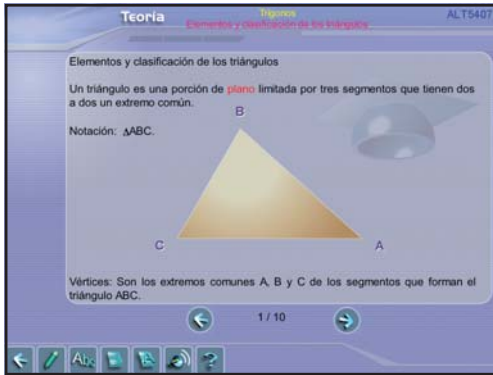 Teoría
Trígonos
ALT5407
Elementos y clasificación de los triángulos
Elementos y clasificación de los triángulos
Un triángulo es una porción de plano limitada por tres segmentos que tienen dos
a dos un extremo común.
B
Notación: ΔABC.
C
A
Vértices: Son los extremos comunes A, B y C de los segmentos que forman el
triángulo ABC.
1 / 10
Abc
?